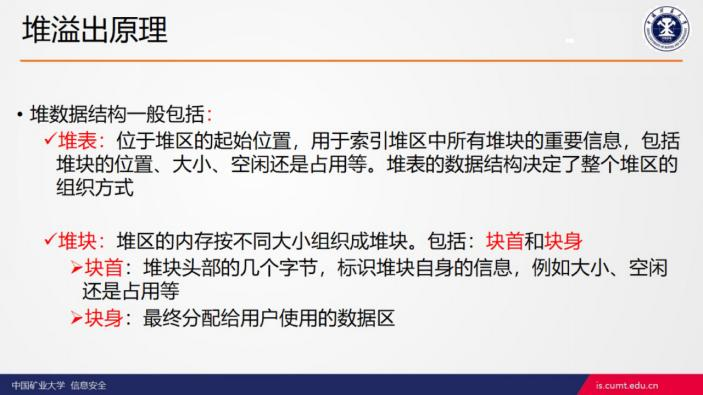 堆溢出原理
• 堆数据结构一般包括：
✓堆表：位于堆区的起始位置，用于索引堆区中所有堆块的重要信息，包括
堆块的位置、大小、空闲还是占用等。堆表的数据结构决定了整个堆区的
组织方式
✓堆块：堆区的内存按不同大小组织成堆块。包括：块首和块身
➢块首：堆块头部的几个字节，标识堆块自身的信息，例如大小、空闲
还是占用等
➢块身：最终分配给用户使用的数据区
中国矿业大学 信息安全
is.cumt.edu.cn